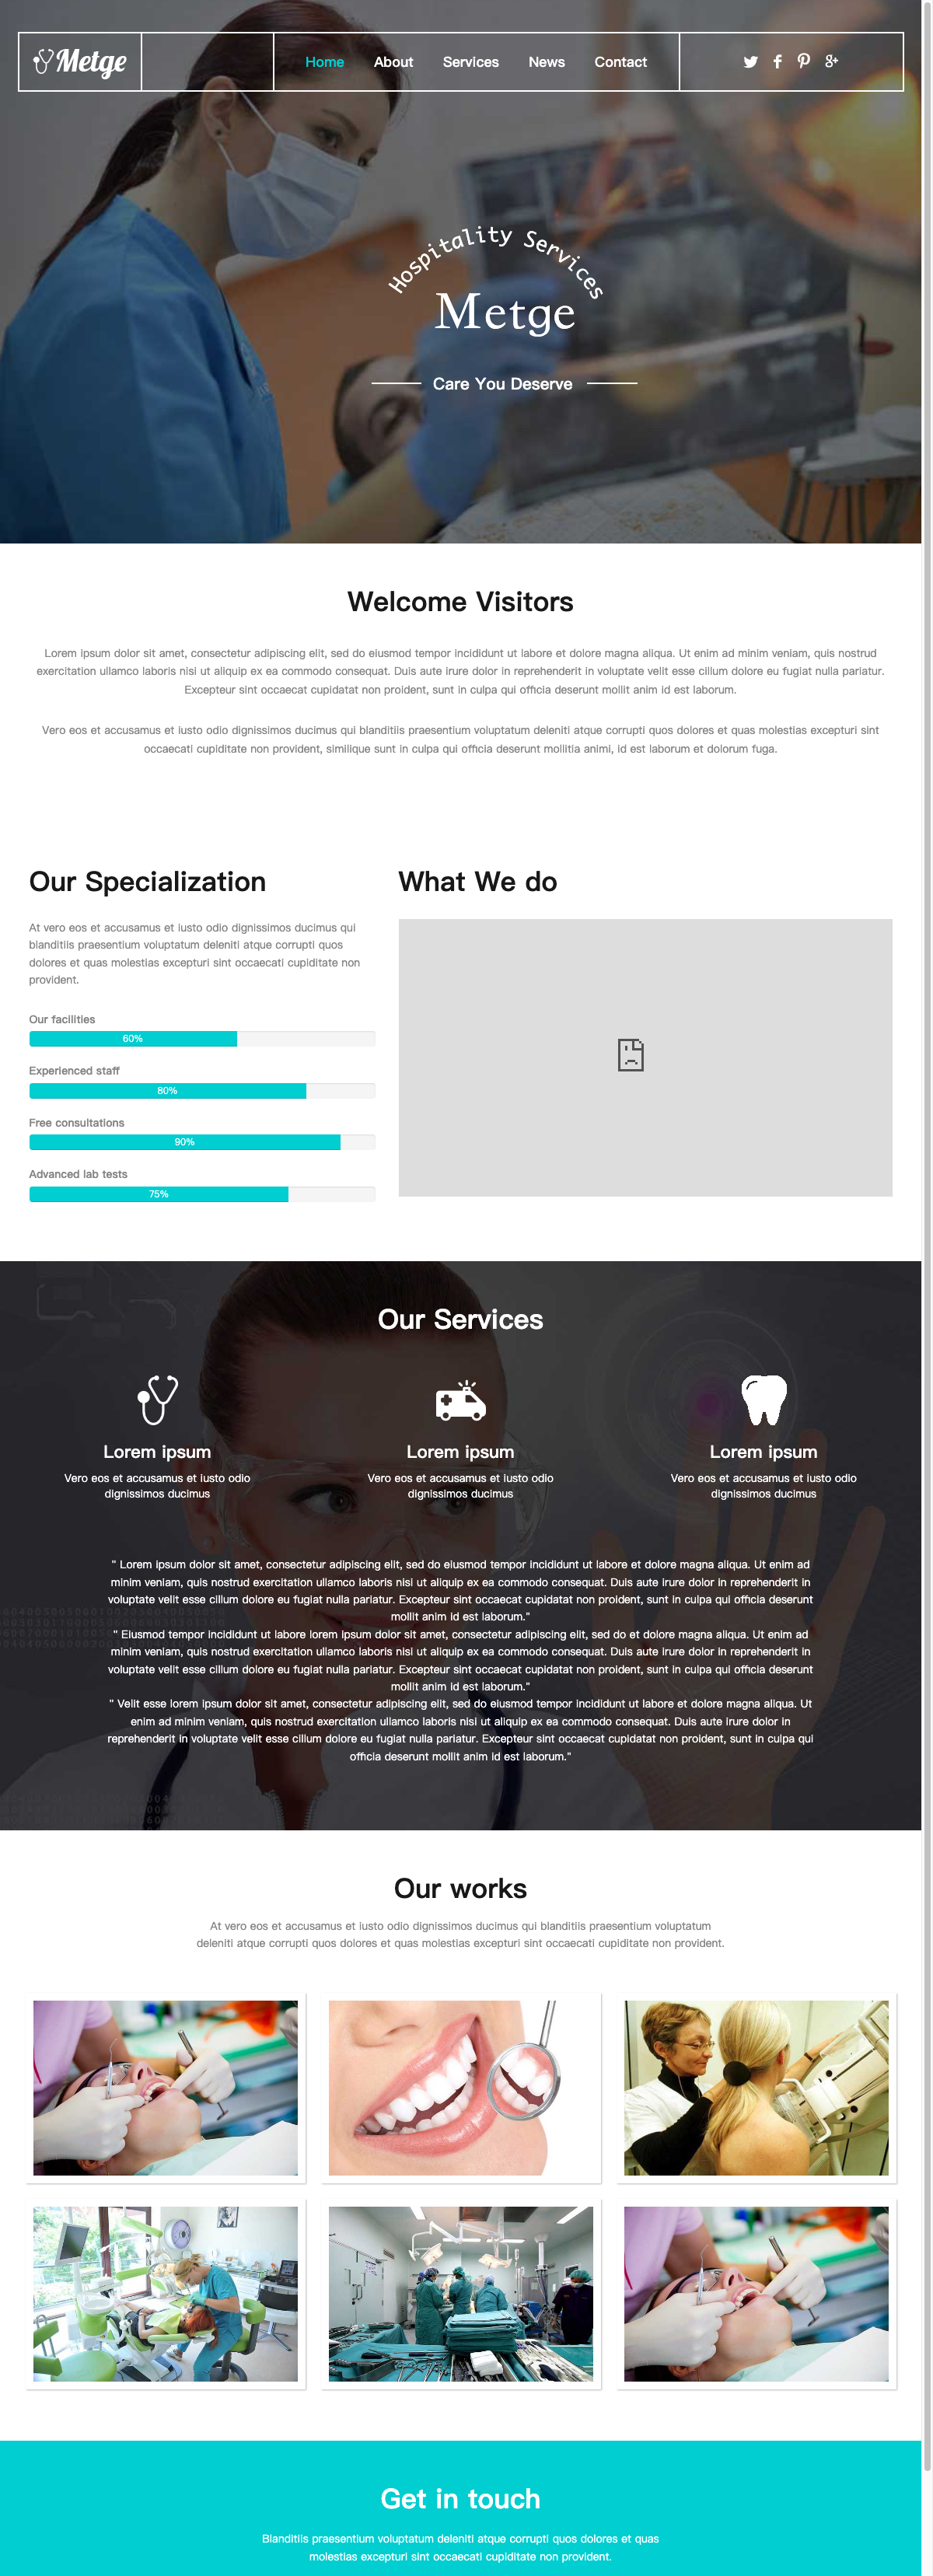 Metge
Home About Services News Contact
Hospitality Services
Metge
Care You Deserve
Welcome Visitors
Lorem ipsum dolor sit amet, consectetur adipiscing elit, sed do eiusmod tempor incididunt ut labore et dolore magna aliqua. Ut enim ad minim veniam, quis nostrud
exercitation ullamco laboris nisi ut aliquip ex ea commodo consequat. Duis aute irure dolor in reprehenderit in voluptate velit esse cillum dolore eu fugiat nulla pariatur.
Excepteur sint occaecat cupidatat non proident, sunt in culpa qui officia deserunt mollit anim id est laborum.
Vero eos et accusamus et iusto odio dignissimos ducimus qui blanditiis praesentium voluptatum deleniti atque corrupti quos dolores et quas molestias excepturi sint
occaecati cupiditate non provident, similique sunt in culpa qui officia deserunt mollitia animi, id est laborum et dolorum fuga.
Our Specialization
At vero eos et accusamus et iusto odio dignissimos ducimus qui
blanditiis praesentium voluptatum deleniti atque corrupti quos
dolores et quas molestias excepturi sint occaecati cupiditate non
provident.
Our facilities
60%
Experienced staff
80%
Free consultations
90%
Advanced lab tests
75%
What We do
Our Services
Lorem ipsum
Vero eos et accusamus et iusto odio
dignissimos ducimus
Lorem ipsum
Vero eos et accusamus et iusto odio
dignissimos ducimus
Lorem ipsum
Vero eos et accusamus et iusto odio
dignissimos ducimus
" Lorem ipsum dolor sit amet, consectetur adipiscing elit, sed do eiusmod tempor incididunt ut labore et dolore magna aliqua. Ut enim ad
minim veniam, quis nostrud exercitation ullamco laboris nisi ut aliquip ex ea commodo consequat. Duis aute irure dolor in reprehenderit in
voluptate velit esse cillum dolore eu fugiat nulla pariatur. Excepteur sint occaecat cupidatat non proident, sunt in culpa qui officia deserunt
mollit anim id est laborum."
" Eiusmod tempor incididunt ut labore lorem ipsum dolor sit amet, consectetur adipiscing elit, sed do et dolore magna aliqua. Ut enim ad
minim veniam, quis nostrud exercitation ullamco laboris nisi ut aliquip ex ea commodo consequat. Duis aute irure dolor in reprehenderit in
voluptate velit esse cillum dolore eu fugiat nulla pariatur. Excepteur sint occaecat cupidatat non proident, sunt in culpa qui officia deserunt
mollit anim id est laborum."
" Velit esse lorem ipsum dolor sit amet, consectetur adipiscing elit, sed do eiusmod tempor incididunt ut labore et dolore magna aliqua. Ut
enim ad minim veniam, quis nostrud exercitation ullamco laboris nisi ut aliquip ex ea commodo consequat. Duis aute irure dolor in
reprehenderit in voluptate velit esse cillum dolore eu fugiat nulla pariatur. Excepteur sint occaecat cupidatat non proident, sunt in culpa qui
officia deserunt mollit anim id est laborum."
Our works
At vero eos et accusamus et iusto odio dignissimos ducimus qui blanditiis praesentium voluptatum
deleniti atque corrupti quos dolores et quas molestias excepturi sint occaecati cupiditate non provident.
Get in touch
Blanditiis praesentium voluptatum deleniti atque corrupti quos dolores et quas
molestias excepturi sint occaecati cupiditate non provident.